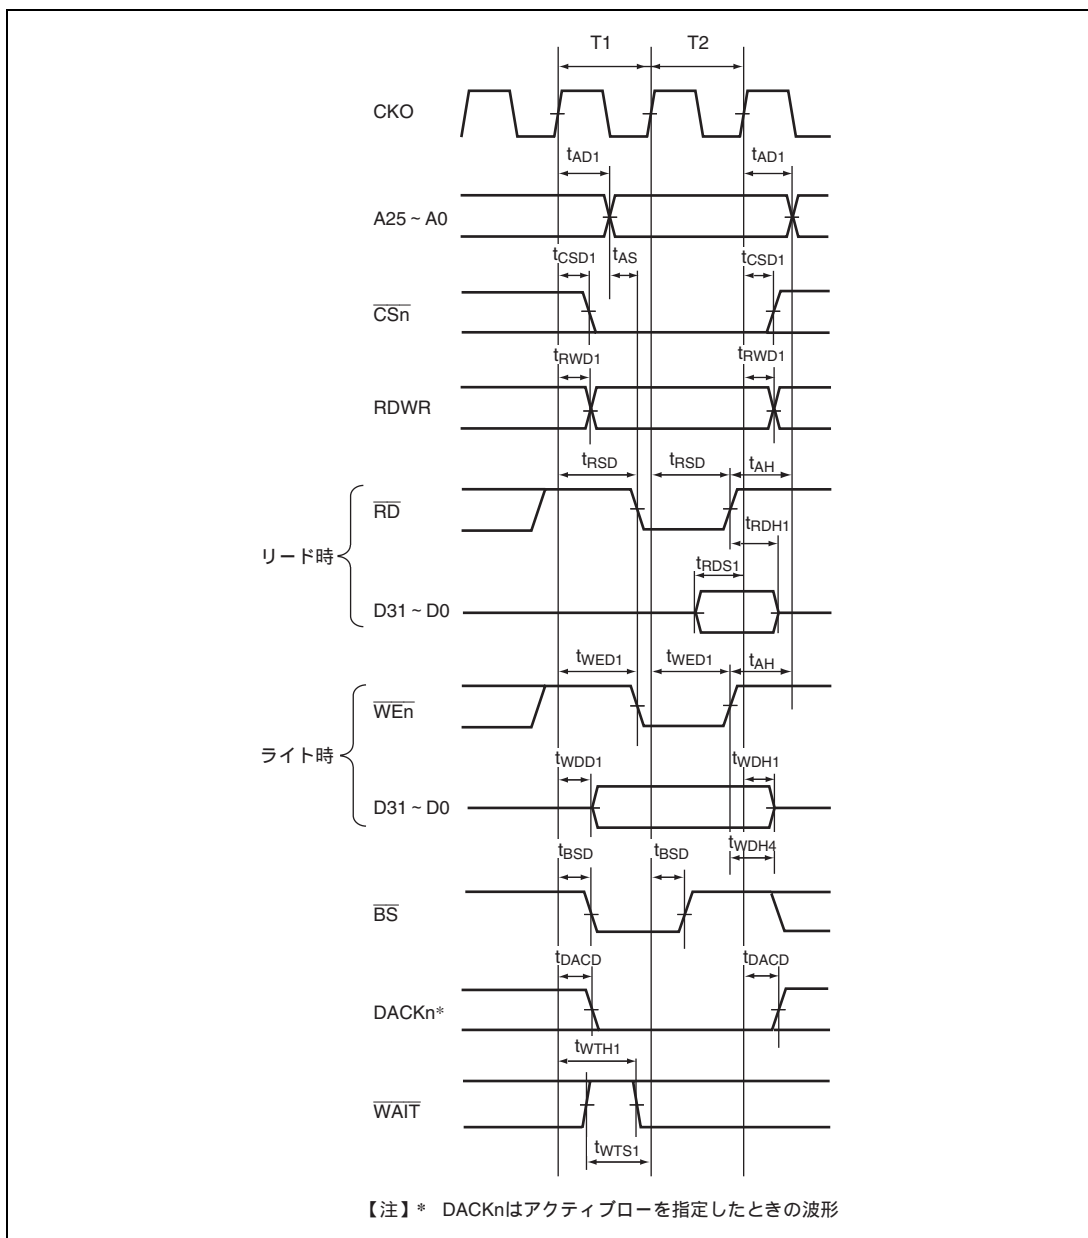 T1 T2
CKO
tAD1 tAD1
A25 ~ A0
tCSD1 tAS tCSD1
CSn
tRWD1 tRWD1
RDWR
tRSD tRSD tAH
RD
tRDH1
リード時
tRDS1
D31 ~ D0
tWED1 tWED1 tAH
WEn
ライト時
tWDD1 tWDH1
D31 ~ D0
tBSD tBSD tWDH4
BS
tDACD tDACD
DACKn*
tWTH1
WAIT
tWTS1
【注】* DACKnはアクティブローを指定したときの波形